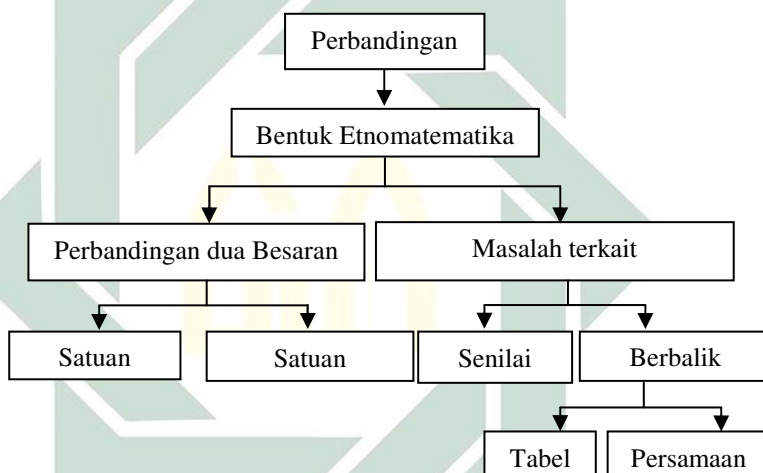 Perbandingan
Bentuk Etnomatematika
Perbandingan dua Besaran
Masalah terkait
Satuan
Satuan
Senilai
Berbalik
Tabel
Persamaan